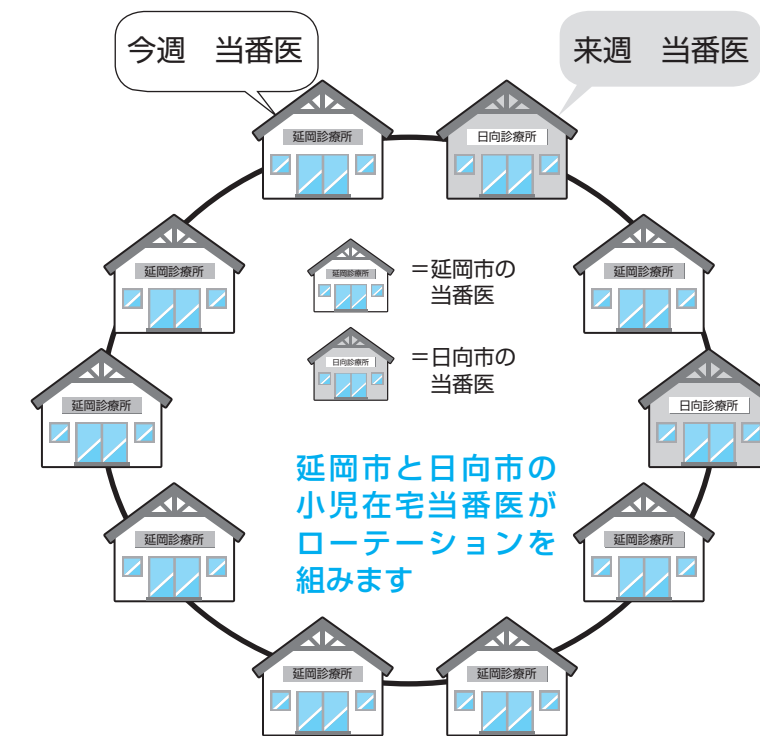 今週　当番医
来週　当番医
延岡診療所
日向診療所
延岡診療所
延岡診療所
延岡診療所
＝延岡市の
当番医
日向診療所
＝日向市の
当番医
延岡診療所
日向診療所
延岡市と日向市の
小児在宅当番医が
ローテーションを
組みます
延岡診療所
延岡診療所
延岡診療所
延岡診療所